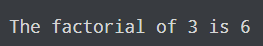 The factorial of 3 is 6